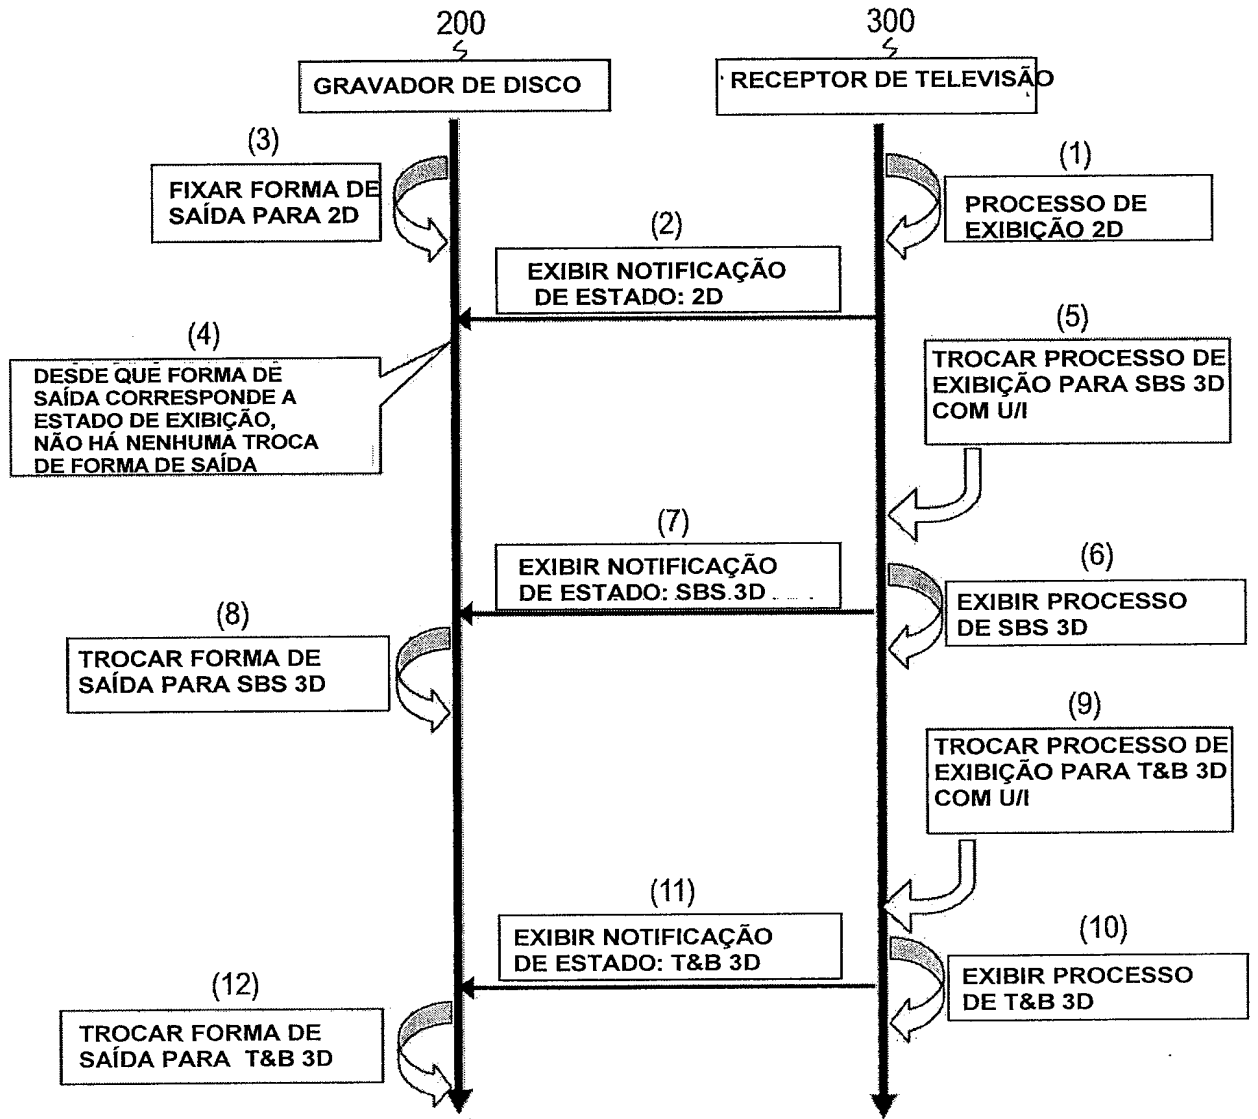 200
300
GRAVADOR DE DISCO
RECEPTOR DE TELEVISÃO
(3)
FIXAR FORMA DE
SAÍDA PARA 2D
(1)
PROCESSO DE
EXIBIÇÃO 2D
(2)
EXIBIR NOTIFICAÇÃO
DE ESTADO: 2D
(4)
DESDE QUE FORMA DE
SAÍDA CORRESPONDE A
ESTADO DE EXIBIÇÃO,
NÃO HÁ NENHUMA TROCA
DE FORMA DE SAÍDA
(5)
TROCAR PROCESSO DE
EXIBIÇÃO PARA SBS 3D
COM U/I
(7)
EXIBIR NOTIFICAÇÃO
DE ESTADO: SBS 3D
(6)
EXIBIR PROCESSO
DE SBS 3D
(8)
TROCAR FORMA DE
SAÍDA PARA SBS 3D
(9)
TROCAR PROCESSO DE
EXIBIÇÃO PARA T&B 3D
COM U/I
(11)
EXIBIR NOTIFICAÇÃO
DE ESTADO: T&B 3D
(10)
EXIBIR PROCESSO
DE T&B 3D
(12)
TROCAR FORMA DE
SAÍDA PARA T&B 3D